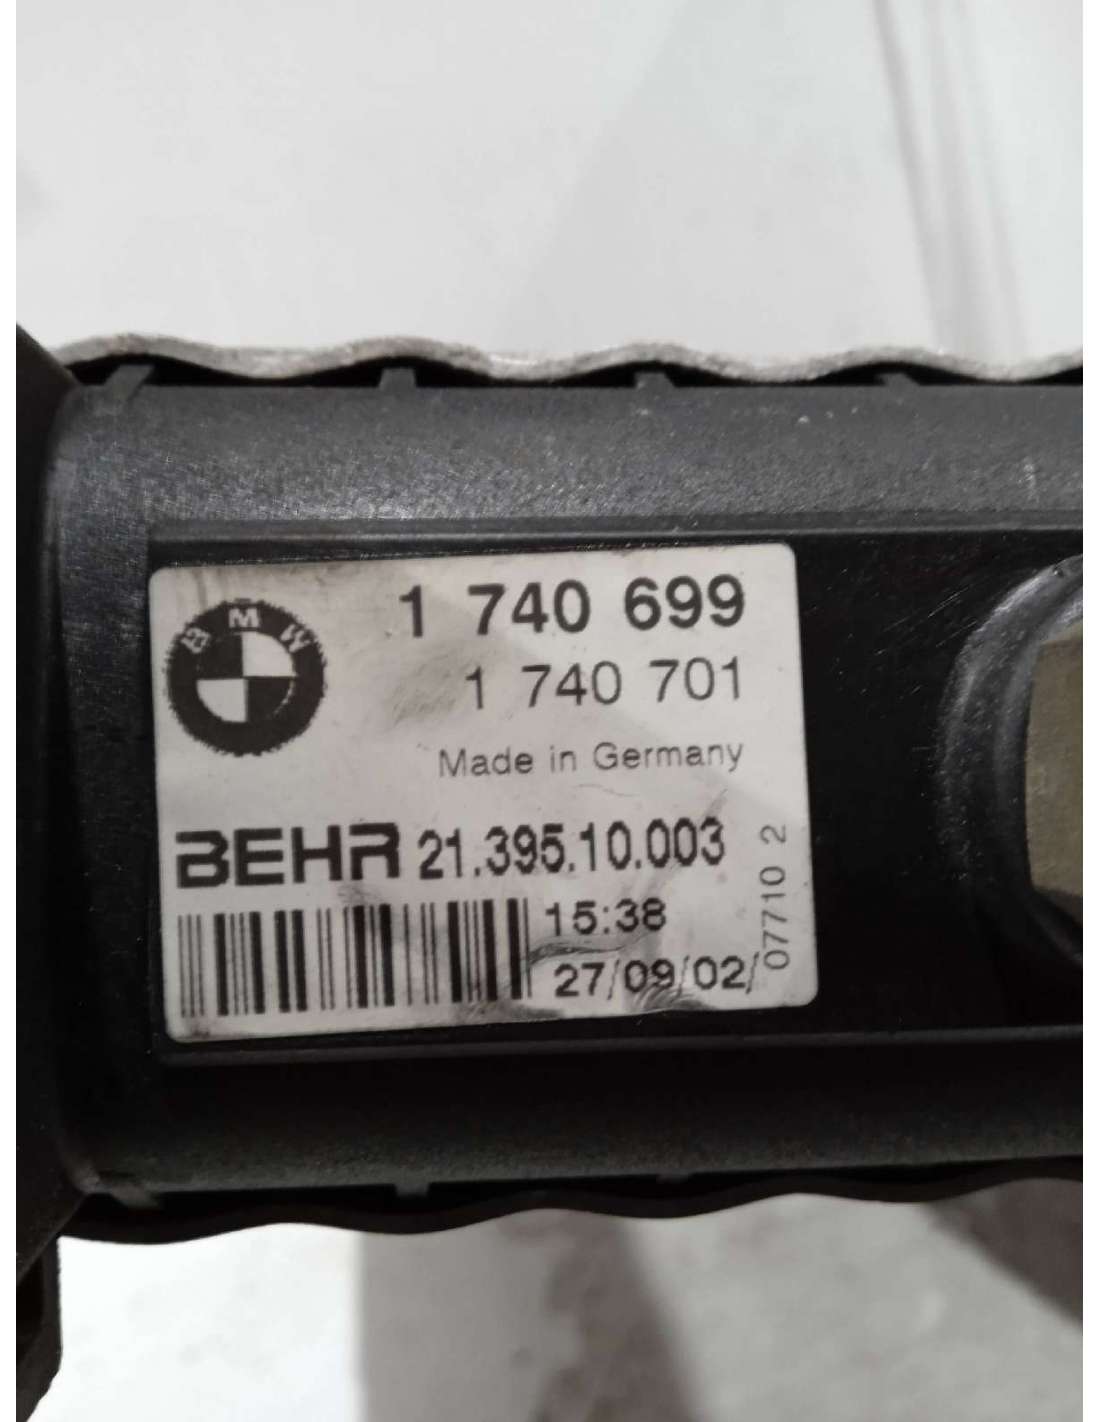 BMW
1 740 699
1 740 701
Made in Germany
BEHR 21.395.10.003
15:38
27/09/02/
07710 2